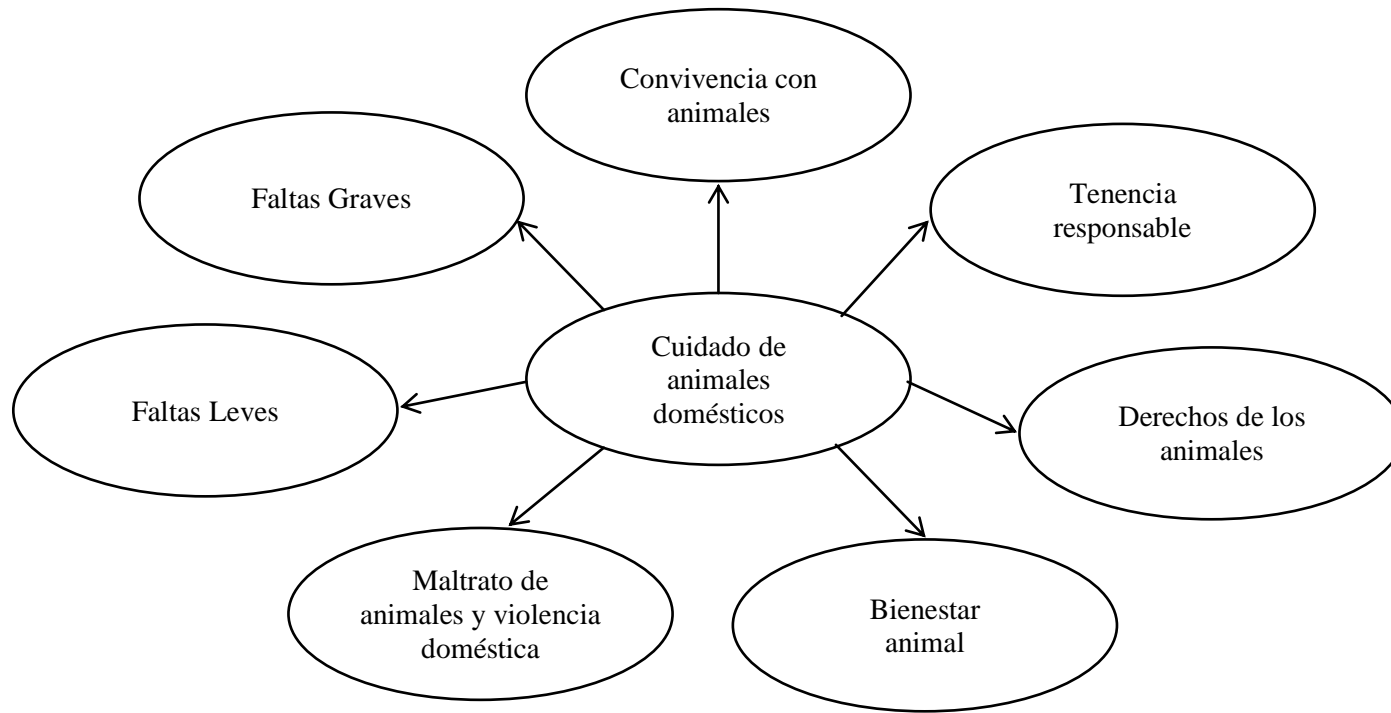 Convivencia con
animales
Faltas Graves
Tenencia
responsable
Cuidado de
animales
domésticos
Faltas Leves
Derechos de los
animales
Maltrato de
animales y violencia
doméstica
Bienestar
animal